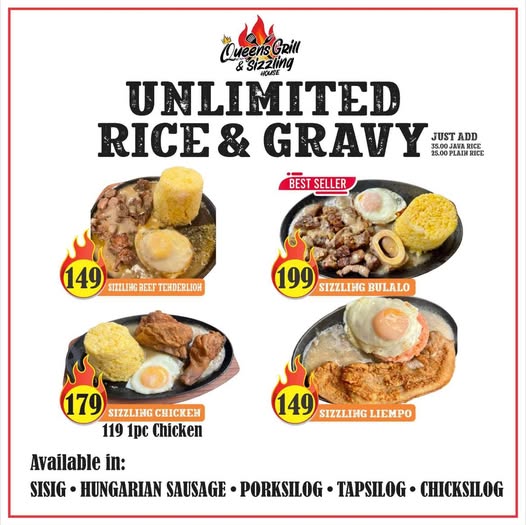 Queens Grill
& Sizzling
HOUSE
UNLIMITED
RICE & GRAVY
JUST ADD
35.00 JAVA RICE
25.00 PLAIN RICE
149
SIZZLING BEEF TENDERLION
BEST SELLER
199
SIZZLING BULALO
179
SIZZLING CHICKEN
119 1pc Chicken
149
SIZZLING LIEMPO
Available in:
SISIG • HUNGARIAN SAUSAGE • PORKSILOG • TAPSILOG • CHICKSILOG